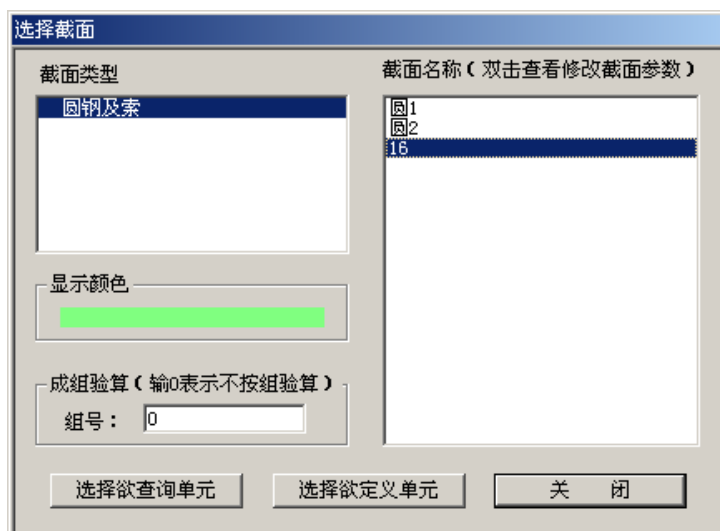 选择截面
截面类型
圆钢及索
截面名称(双击查看修改截面参数)
圆1
圆2
16
显示颜色
成组验算(输0表示不按组验算)
组号: 0
选择欲查询单元
选择欲定义单元
关 闭